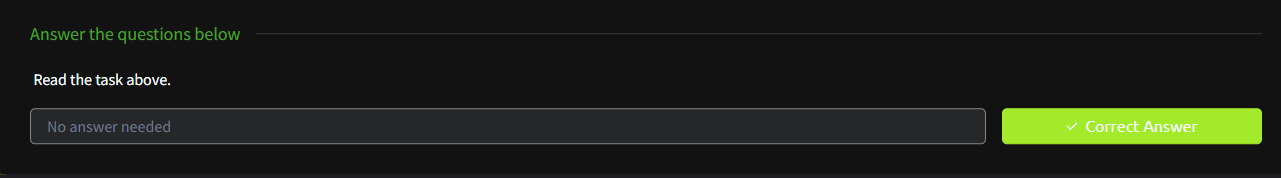 Answer the questions below
Read the task above.
No answer needed
✓ Correct Answer